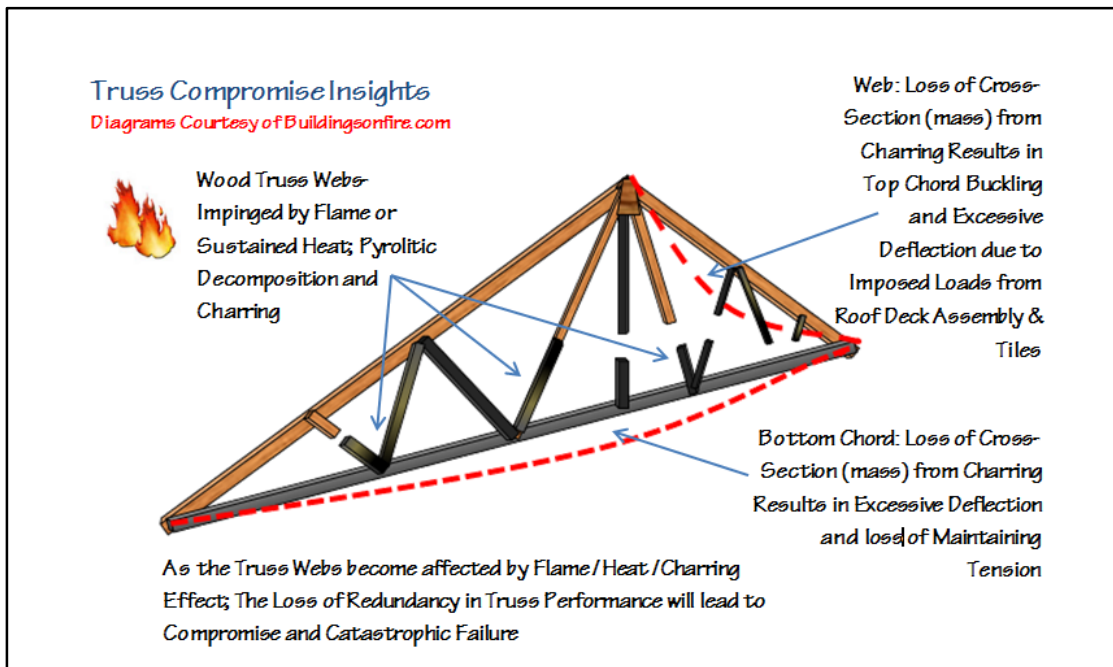 Truss Compromise Insights
Diagrams Courtesy of Buildingsonfire.com
Wood Truss Webs-
Impinged by Flame or
Sustained Heat; Pyrolitic
Decomposition and
Charring
Web: Loss of Cross-
Section (mass) from
Charring Results in
Top Chord Buckling
and Excessive
Deflection due to
Imposed Loads from
Roof Deck Assembly &
Tiles
Bottom Chord: Loss of Cross-
Section (mass) from Charring
Results in Excessive Deflection
and loss of Maintaining
Tension
As the Truss Webs become affected by Flame/Heat/Charring
Effect; The Loss of Redundancy in Truss Performance will lead to
Compromise and Catastrophic Failure